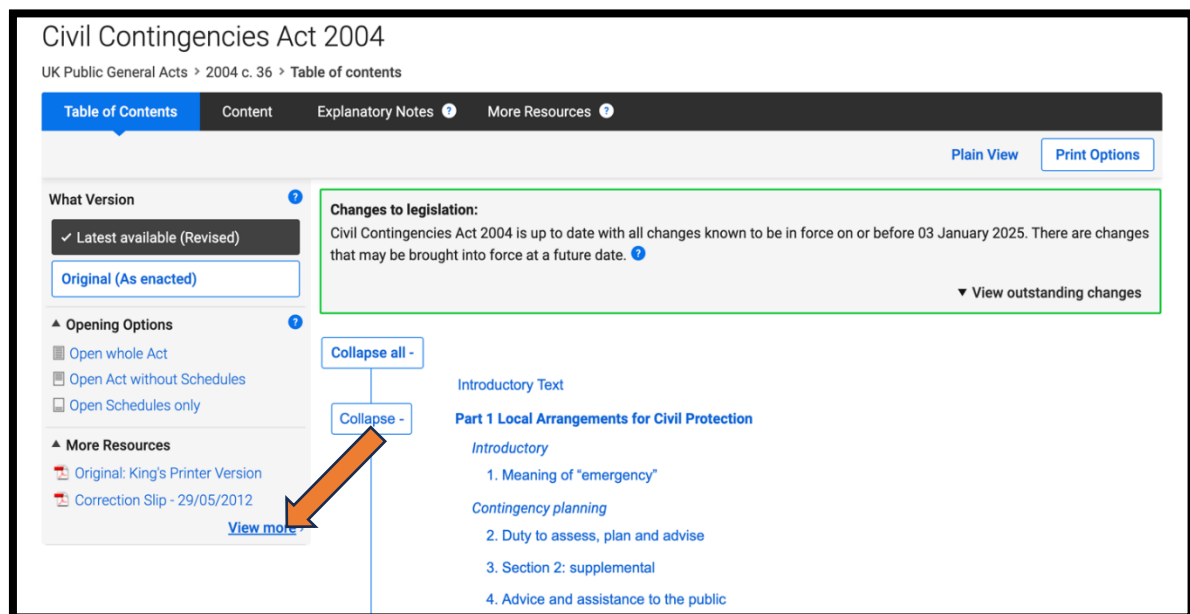 Civil Contingencies Act 2004
UK Public General Acts > 2004 c. 36 > Table of contents
Table of Contents Content Explanatory Notes ? More Resources ?
Plain View Print Options
What Version ?
✓ Latest available (Revised)
Original (As enacted)
▲ Opening Options ?
Open whole Act
Open Act without Schedules
Open Schedules only
▲ More Resources
Original: King's Printer Version
Correction Slip - 29/05/2012
View more ›
Changes to legislation:
Civil Contingencies Act 2004 is up to date with all changes known to be in force on or before 03 January 2025. There are changes
that may be brought into force at a future date. ?
▼ View outstanding changes
Collapse all -
Introductory Text
Collapse -
Part 1 Local Arrangements for Civil Protection
Introductory
1. Meaning of “emergency”
Contingency planning
2. Duty to assess, plan and advise
3. Section 2: supplemental
4. Advice and assistance to the public